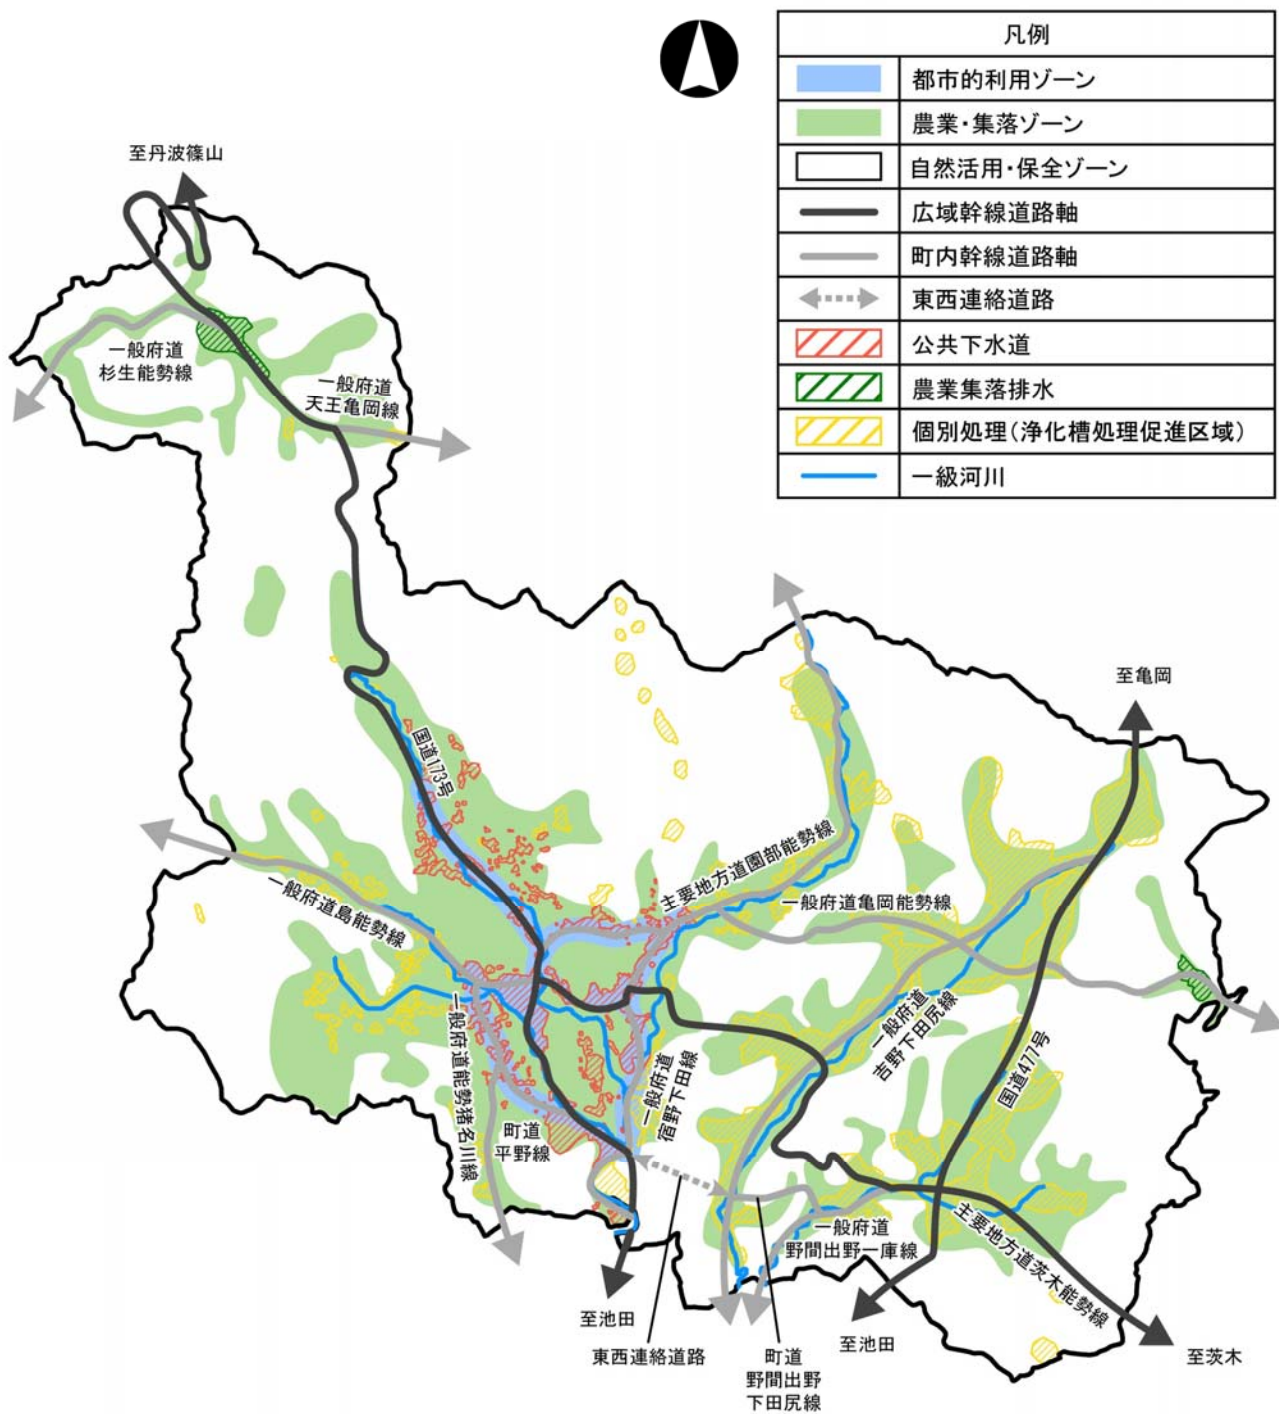 凡例
都市的利用ゾーン
農業・集落ゾーン
自然活用・保全ゾーン
広域幹線道路軸
町内幹線道路軸
東西連絡道路
公共下水道
農業集落排水
個別処理(浄化槽処理促進区域)
一級河川
至丹波篠山
一般府道
杉生能勢線
一般府道
天王亀岡線
至亀岡
国道173号
主要地方道園部能勢線
一般府道島能勢線
一般府道亀岡能勢線
一般府道
吉野下田尻線
一般府道能勢猪名川線
町道
平野線
一般府道
宿野下田線
国道477号
一般府道
野間出野一庫線
主要地方道茨木能勢線
至池田
東西連絡道路
町道
野間出野
下田尻線
至池田
至茨木